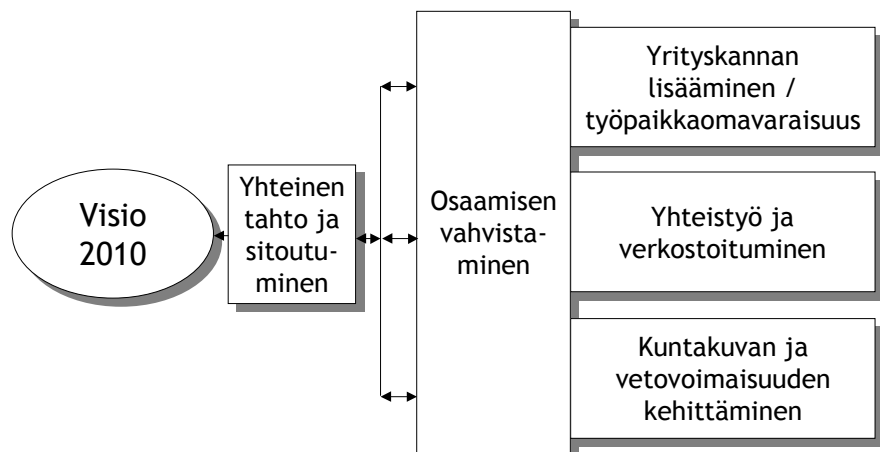 Visio
2010
Yhteinen
tahto ja
sitoutu-
minen
Osaamisen
vahvista-
minen
Yrityskannan
lisääminen /
työpaikkaomavaraisuus
Yhteistyö ja
verkostoituminen
Kuntakuvan ja
vetovoimaisuuden
kehittäminen